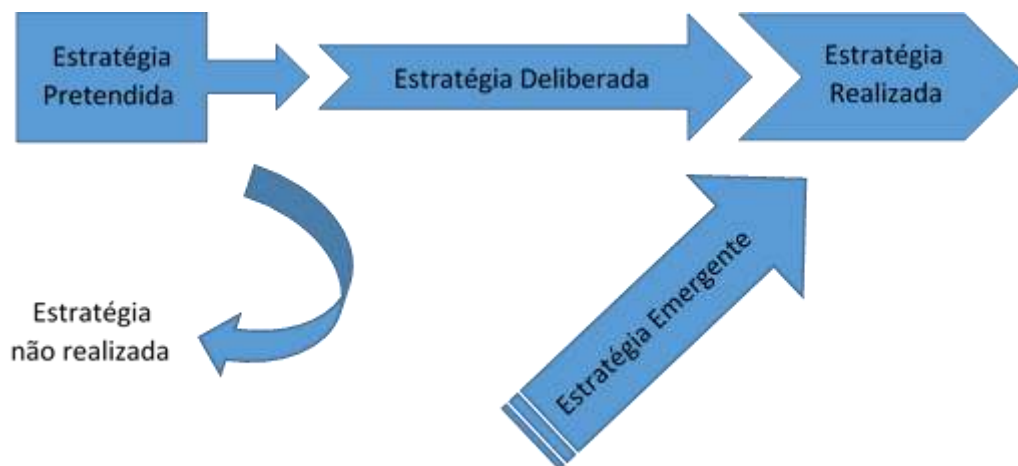 Estratégia
Pretendida
Estratégia Deliberada
Estratégia
Realizada
Estratégia
não realizada
Estratégia Emergente